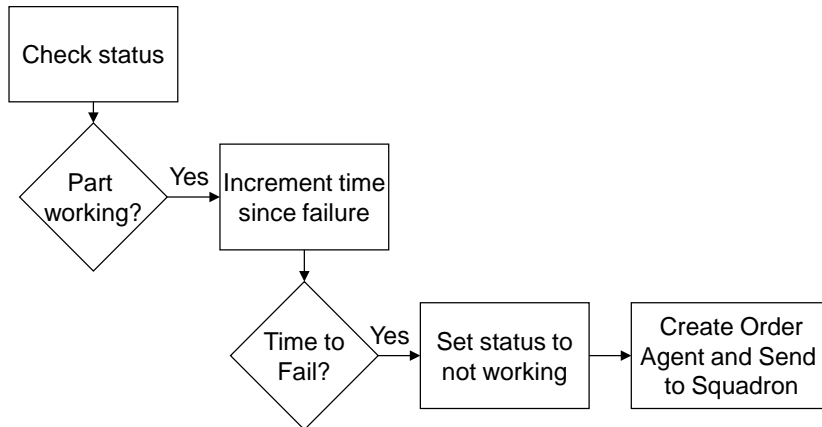 Check status
Part
working?
Yes
Increment time
since failure
Time to
Fail?
Yes
Set status to
not working
Create Order
Agent and Send
to Squadron